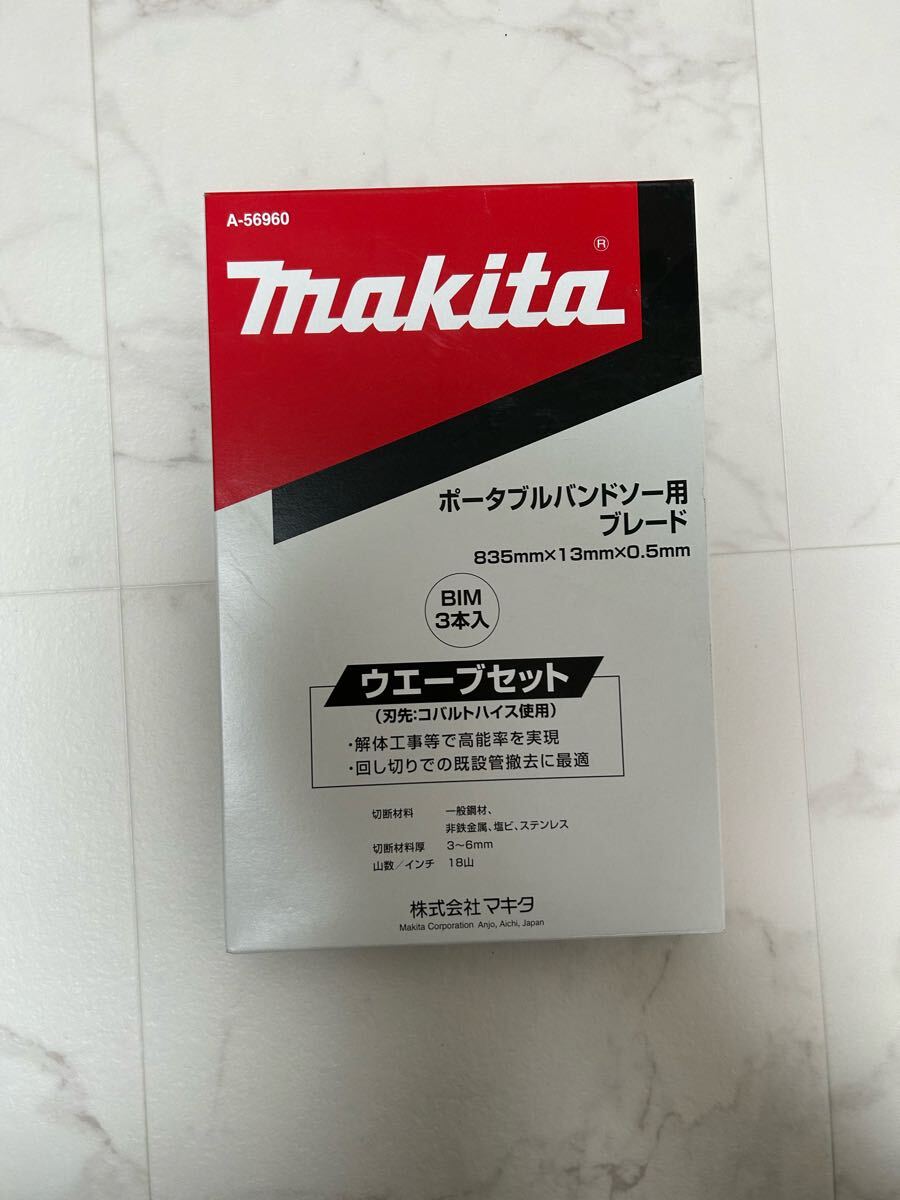 A-56960
makita®
ポータブルバンドソー用
ブレード
835mm×13mm×0.5mm
BIM
3本入
ウエーブセット
(刃先:コバルトハイス使用)
・解体工事等で高能率を実現
・回し切りでの既設管撤去に最適
切断材料 一般鋼材、
非鉄金属、塩ビ、ステンレス
切断材料厚 3~6mm
山数/インチ 18山
株式会社マキタ
Makita Corporation Anjo, Aichi, Japan